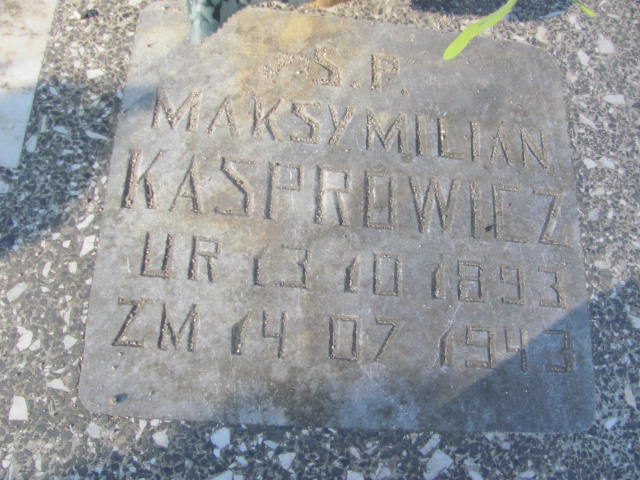 S.P.
MAKSYMILIAN
KASPROWICZ
UR 13 10 1893
ZM 14 07 1943